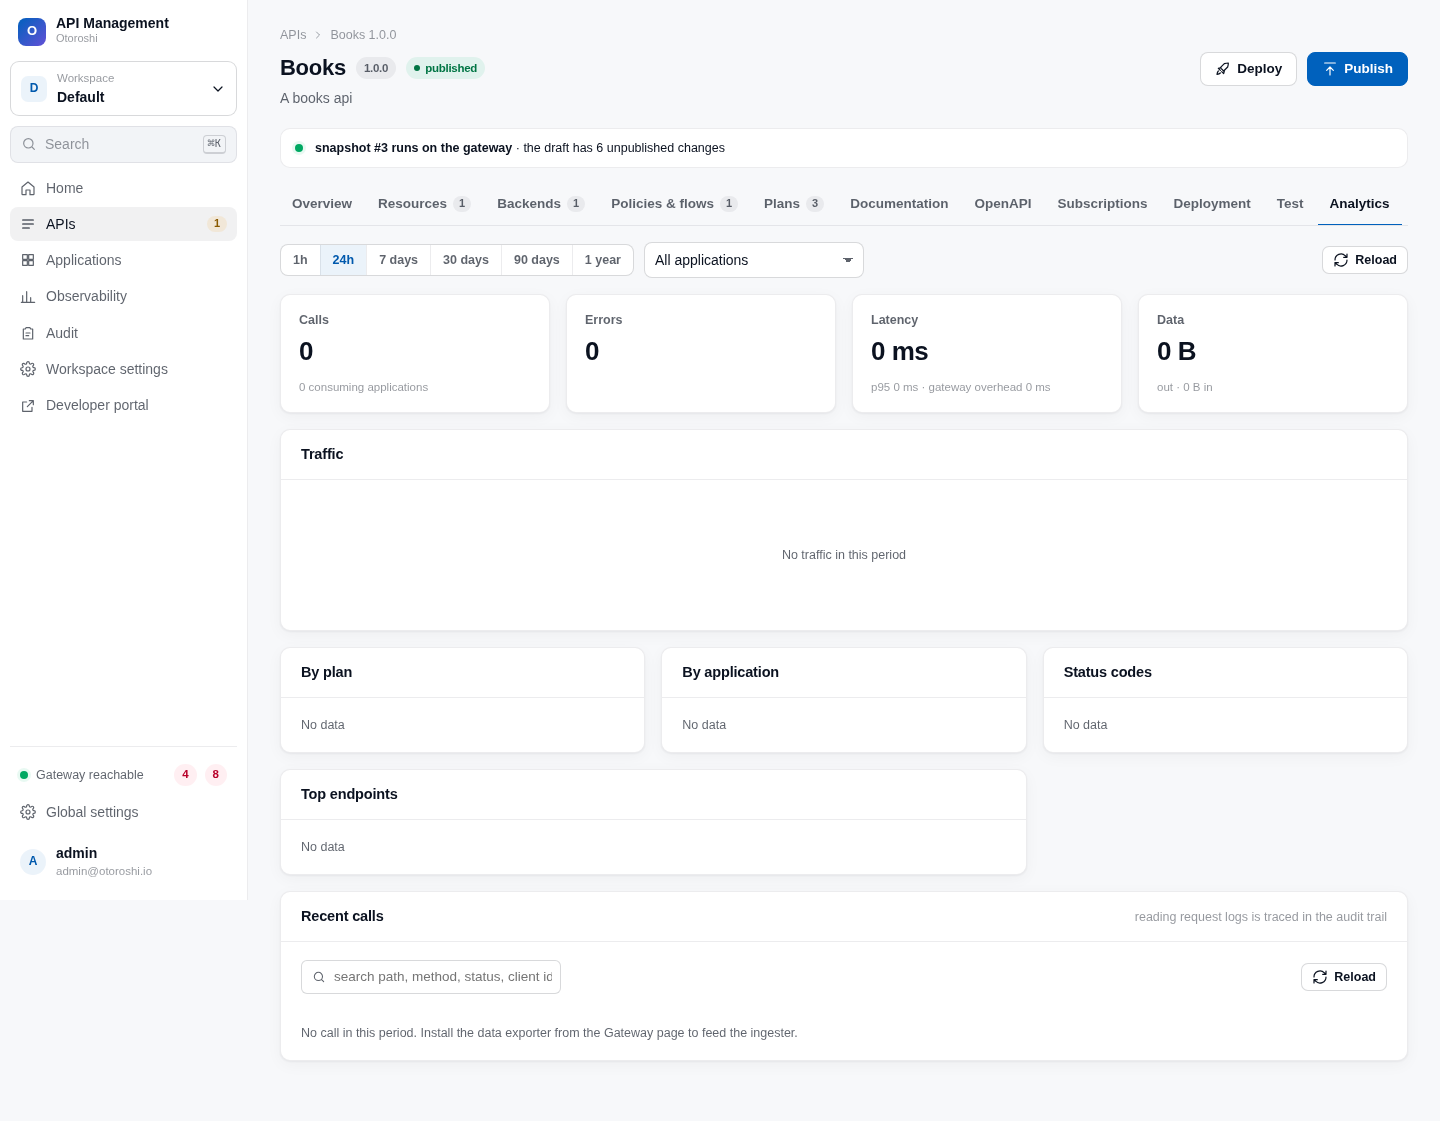 API Management
Otoroshi
O
Workspace
D
Default
Search
⌘K
Home
APIs 1
Applications
Observability
Audit
Workspace settings
Developer portal
Gateway reachable 4 8
Global settings
A
admin
admin@otoroshi.io
APIs > Books 1.0.0
Books 1.0.0 published
Deploy Publish
A books api
snapshot #3 runs on the gateway · the draft has 6 unpublished changes
Overview Resources 1 Backends 1 Policies & flows 1 Plans 3 Documentation OpenAPI Subscriptions Deployment Test Analytics
1h 24h 7 days 30 days 90 days 1 year All applications Reload
Calls
0
0 consuming applications
Errors
0
Latency
0 ms
p95 0 ms · gateway overhead 0 ms
Data
0 B
out · 0 B in
Traffic
No traffic in this period
By plan
No data
By application
No data
Status codes
No data
Top endpoints
No data
Recent calls reading request logs is traced in the audit trail
search path, method, status, client id Reload
No call in this period. Install the data exporter from the Gateway page to feed the ingester.